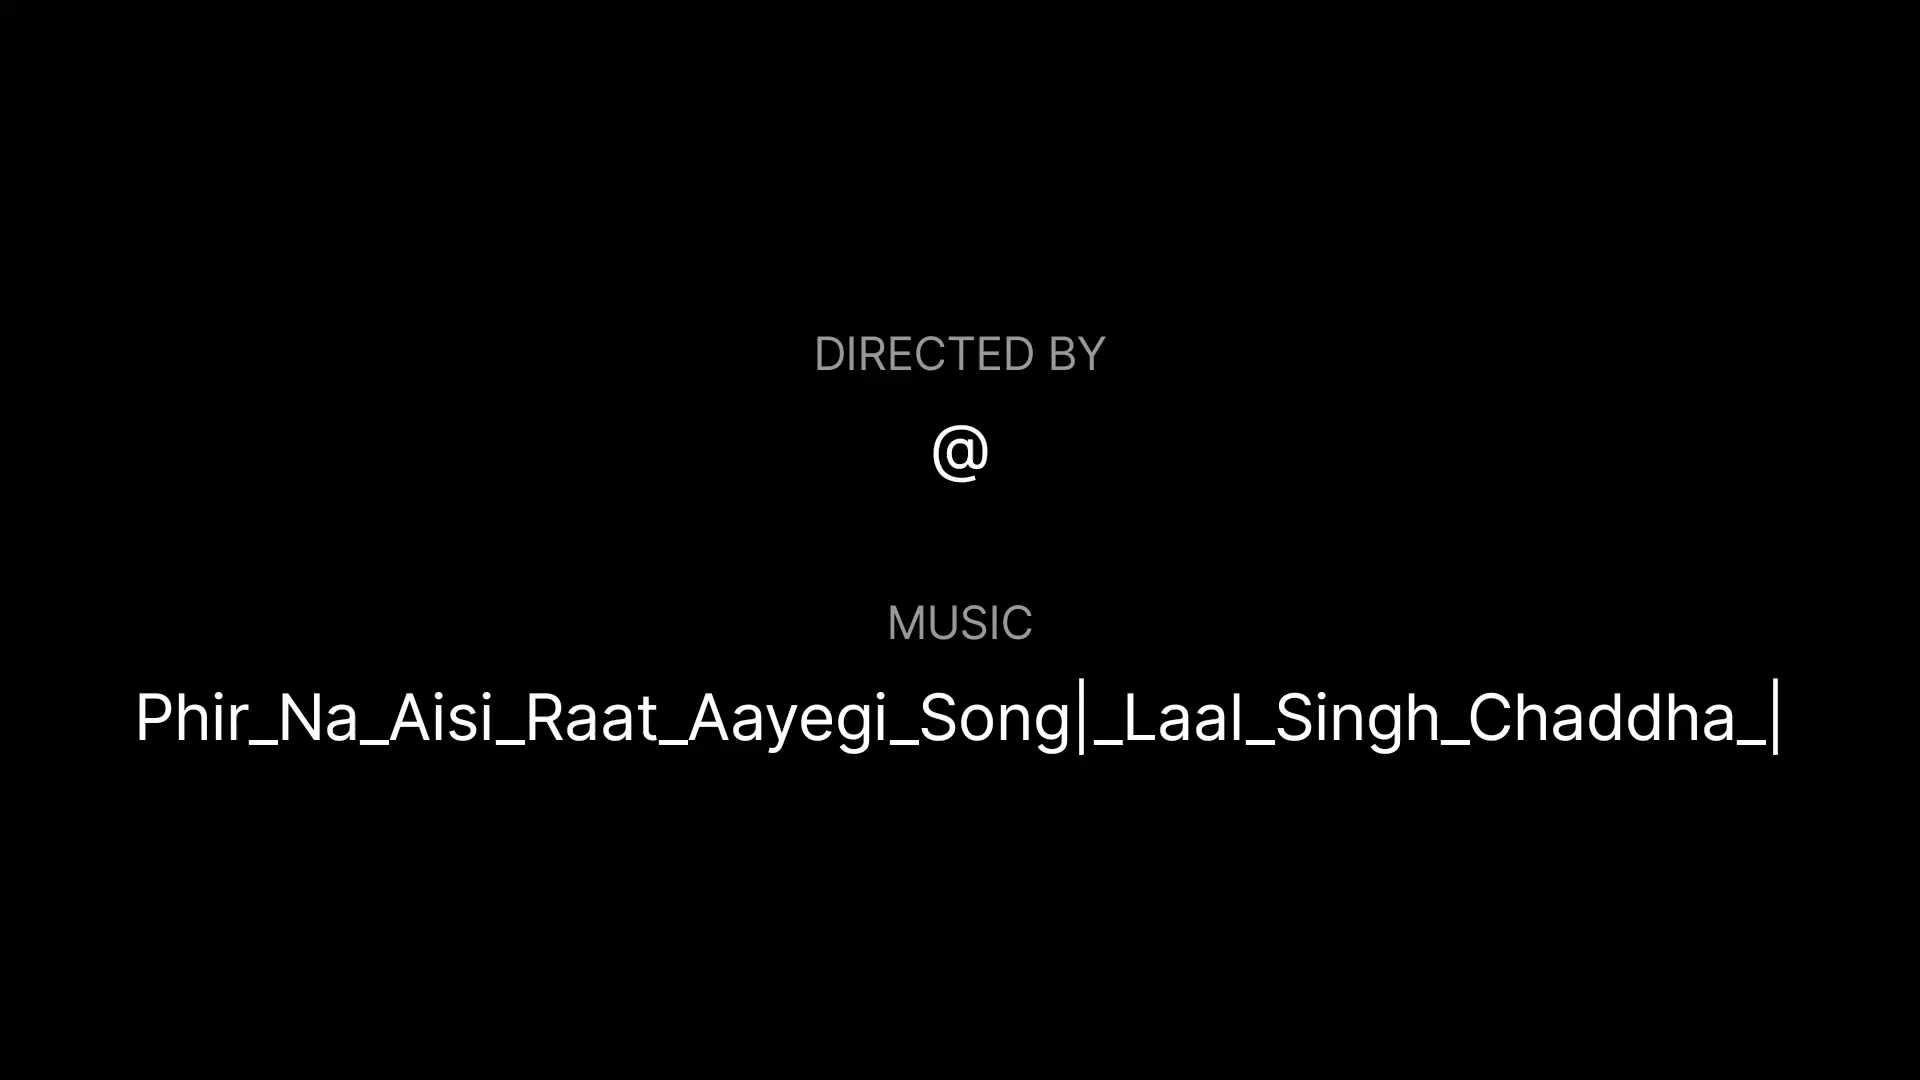 DIRECTED BY
@
MUSIC
Phir_Na_Aisi_Raat_Aayegi_Song|_Laal_Singh_Chaddha_|